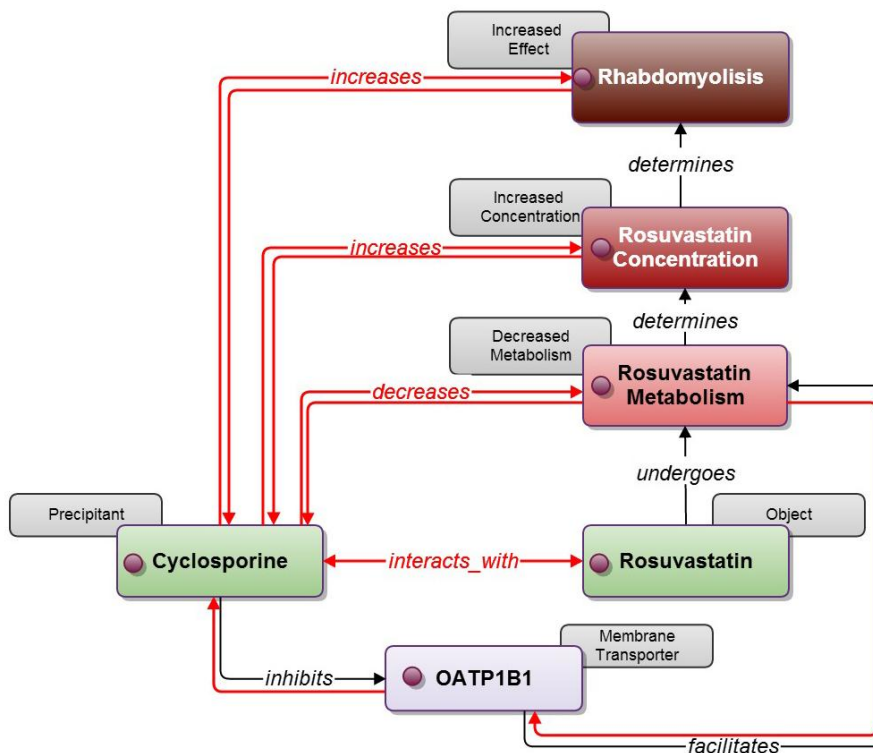 Increased
Effect
Rhabdomyolisis
increases
determines
Increased
Concentration
Rosuvastatin
Concentration
increases
determines
Decreased
Metabolism
Rosuvastatin
Metabolism
decreases
undergoes
Precipitant
Object
Cyclosporine
interacts_with
Rosuvastatin
Membrane
Transporter
inhibits
OATP1B1
facilitates